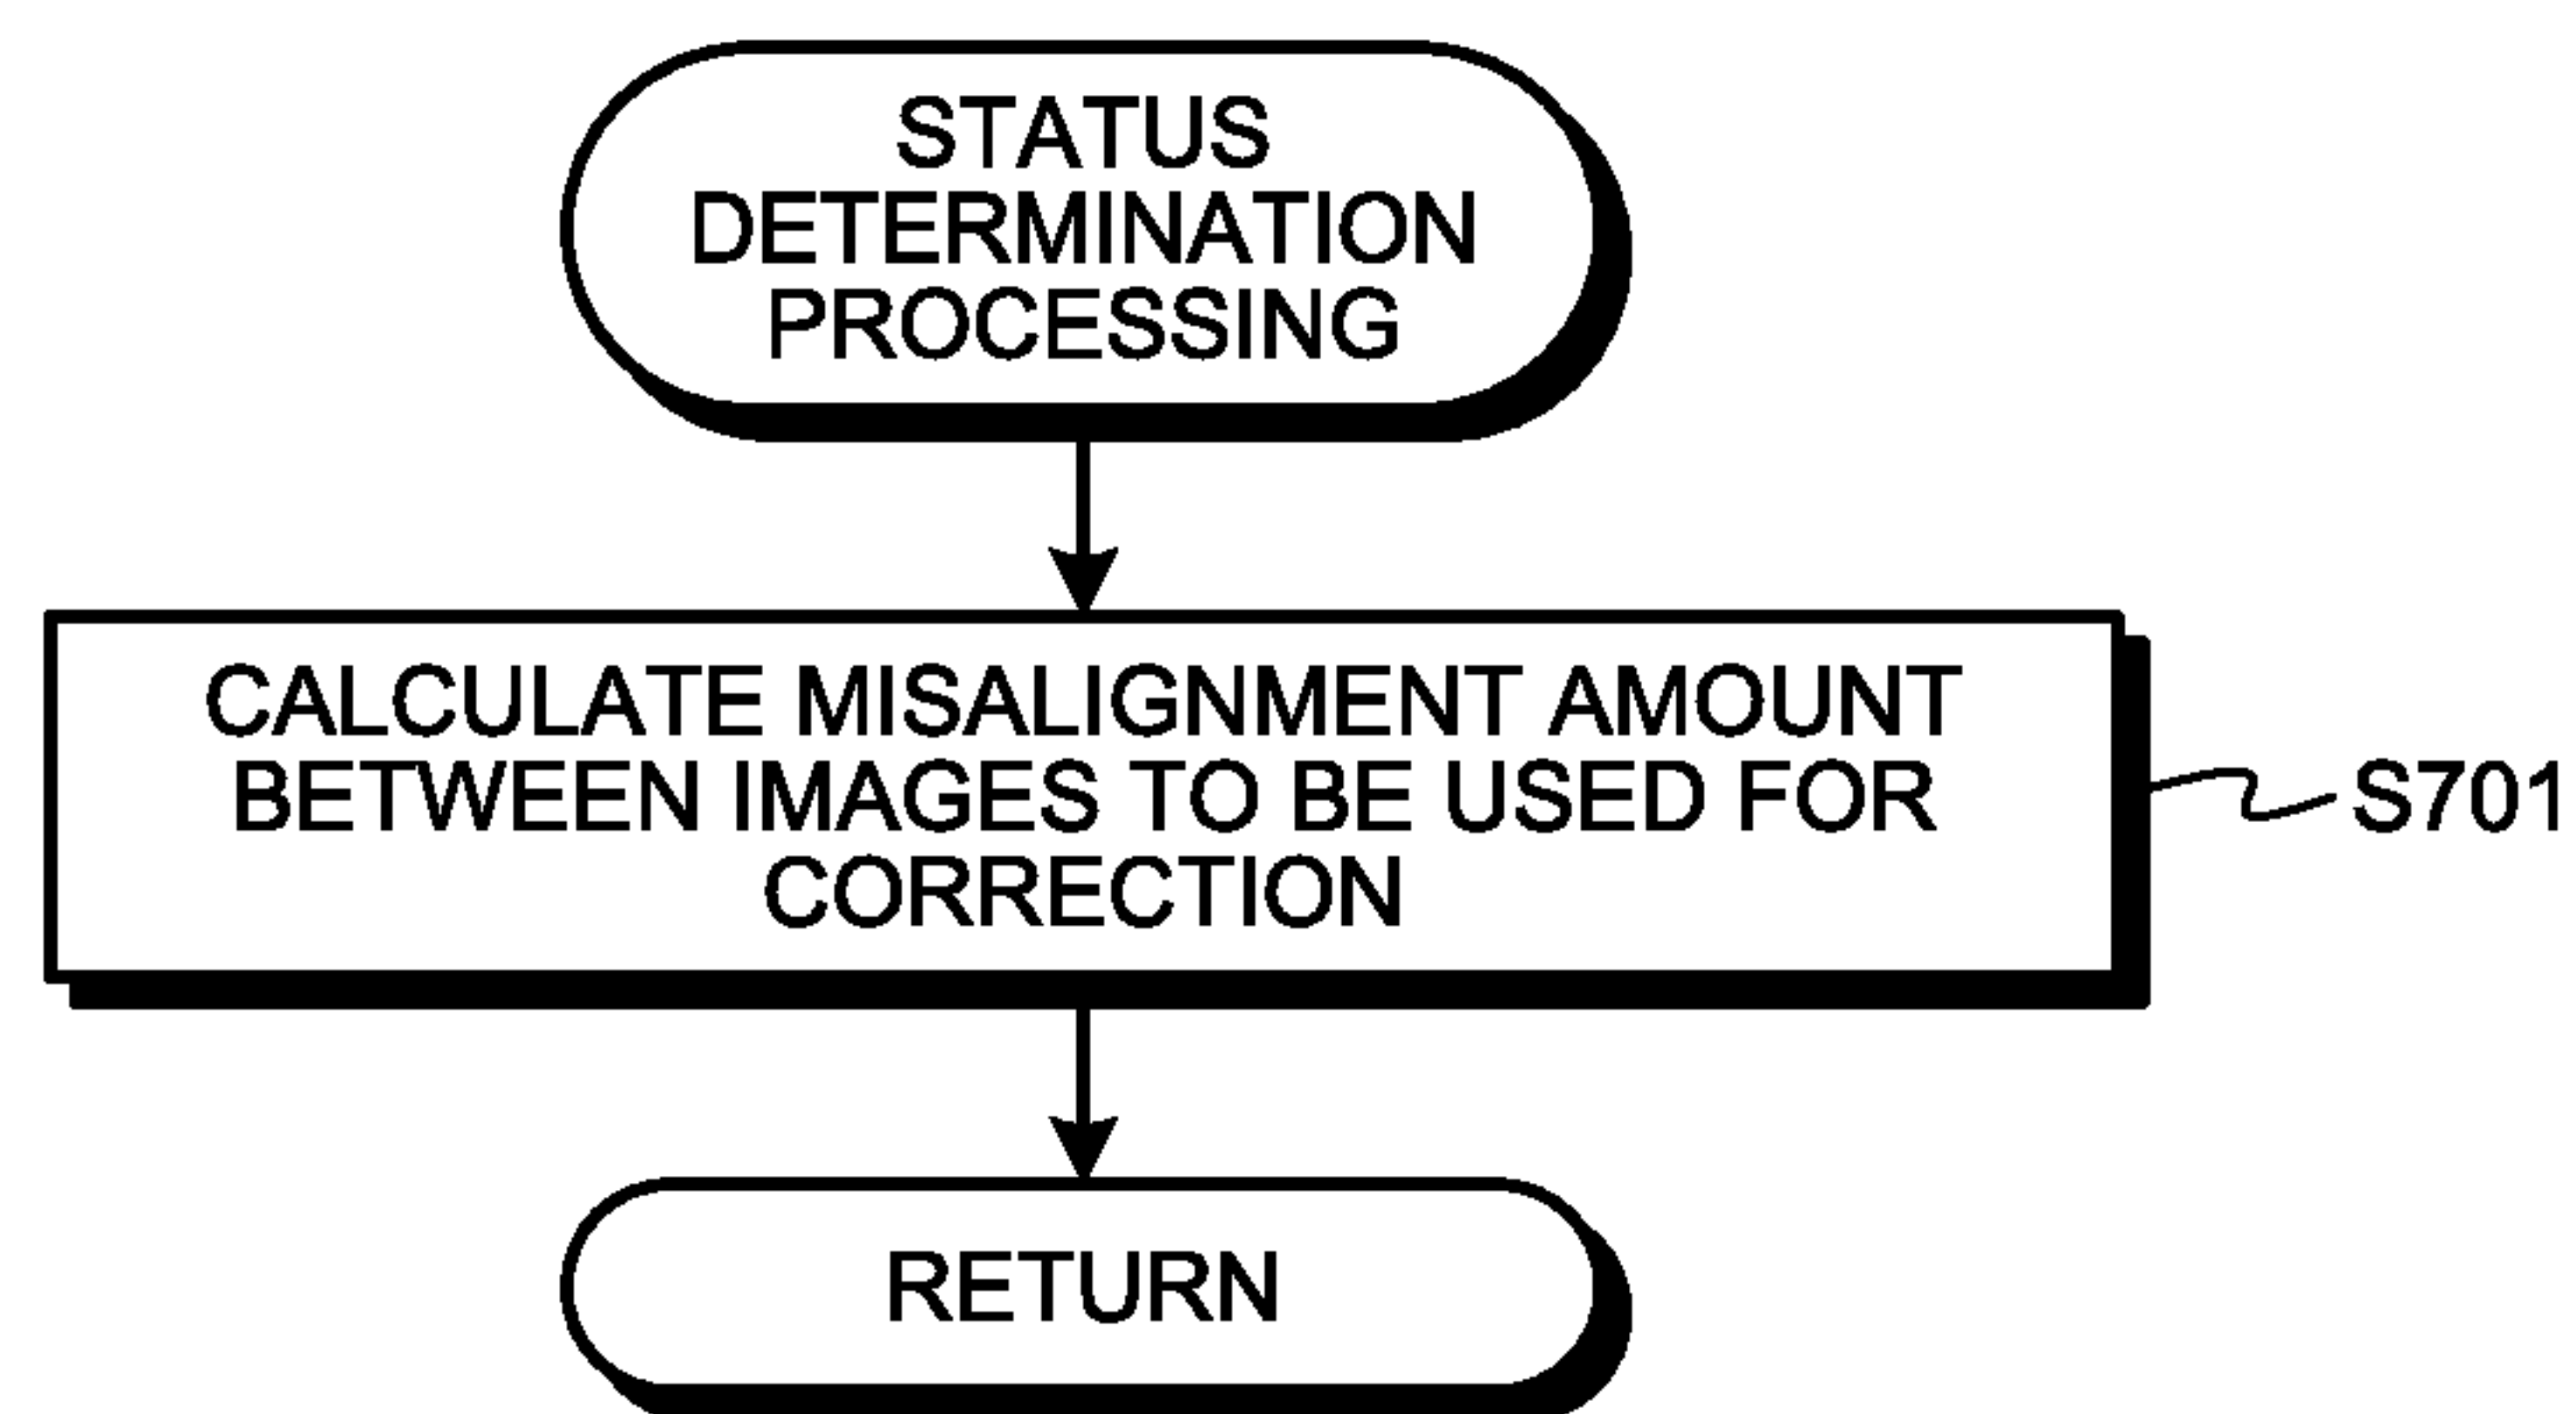 STATUS
DETERMINATION
PROCESSING
CALCULATE MISALIGNMENT AMOUNT
BETWEEN IMAGES TO BE USED FOR
CORRECTION
S701
RETURN